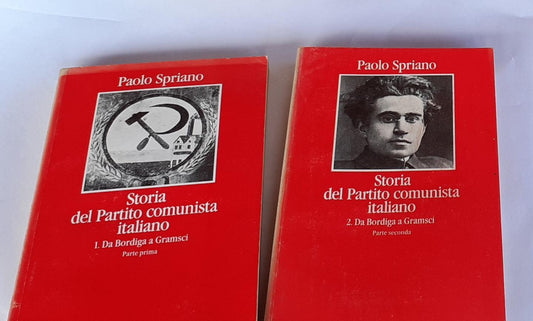 Paolo Spriano
Storia
del Partito comunista
italiano
1. Da Bordiga a Gramsci
Parte prima
Paolo Spriano
Storia
del Partito comunista
italiano
2. Da Bordiga a Gramsci
Parte seconda